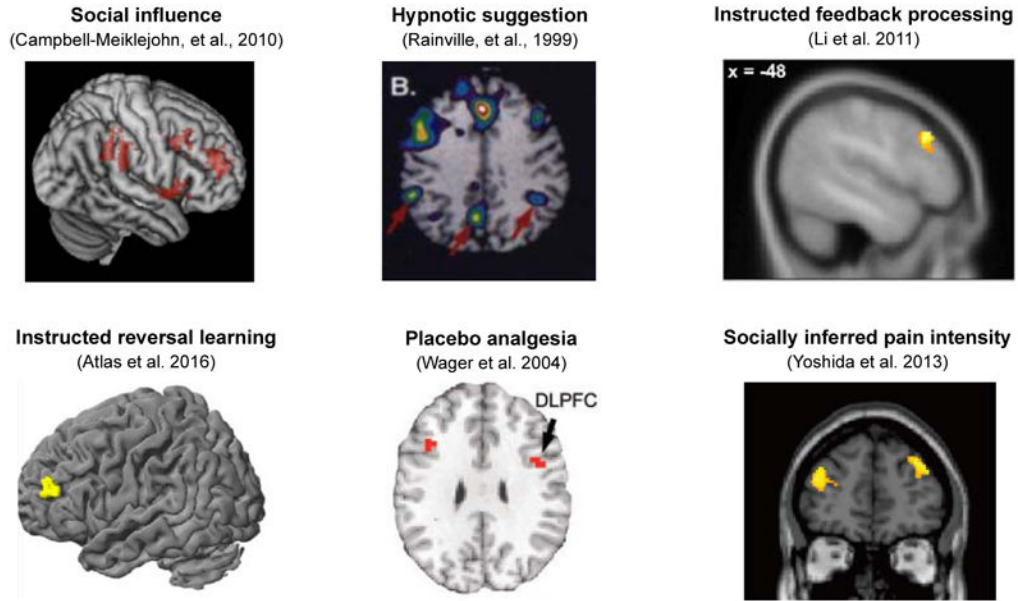 Social influence
(Campbell-Meiklejohn, et al., 2010)
Hypnotic suggestion
(Rainville, et al., 1999)
Instructed feedback processing
(Li et al. 2011)
B.
x = -48
Instructed reversal learning
(Atlas et al. 2016)
Placebo analgesia
(Wager et al. 2004)
Socially inferred pain intensity
(Yoshida et al. 2013)
DLPFC